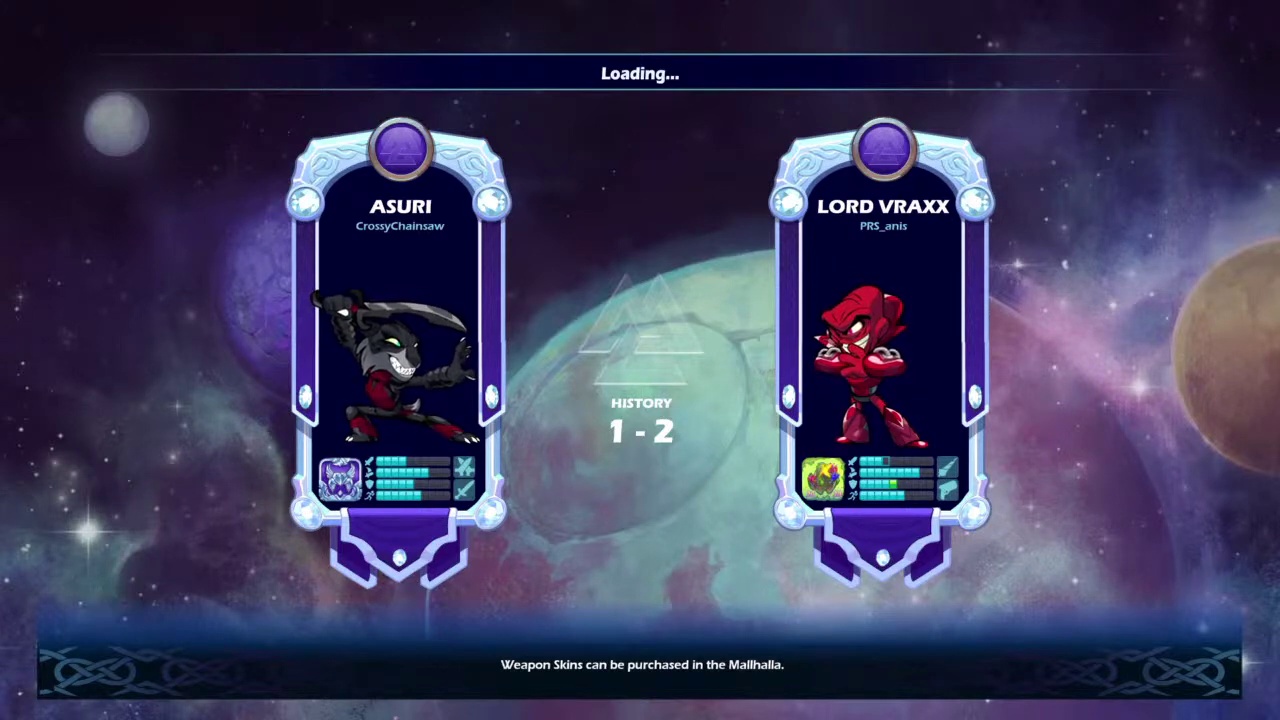 Loading...
ASURI
CrossyChainsaw
LORD VRAXX
PRS_anis
HISTORY
1 - 2
Weapon Skins can be purchased in the Mallhalla.